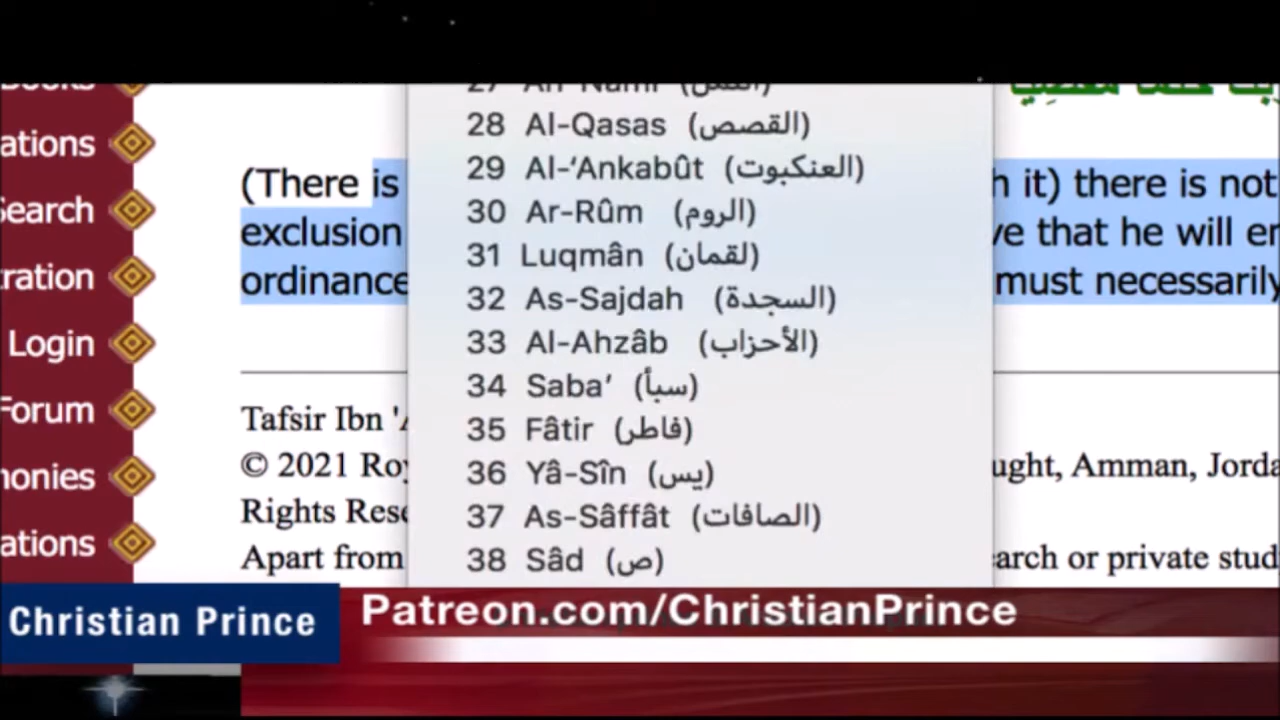 ations
Search
tration
Login
Forum
monies
ations
28 Al-Qasas (القصص)
29 Al-‘Ankabût (العنكبوت)
30 Ar-Rûm (الروم)
31 Luqmân (لقمان)
32 As-Sajdah (السجدة)
33 Al-Ahzâb (الأحزاب)
34 Saba’ (سبأ)
35 Fâtir (فاطر)
36 Yâ-Sîn (يس)
37 As-Sâffât (الصافات)
38 Sâd (ص)
(There is h it) there is not
exclusion ve that he will
ordinance must necessarily
Tafsir Ibn '
© 2021 Roy ught, Amman, Jorda
Rights Rese
Apart from earch or private stud
Christian Prince
Patreon.com/ChristianPrince